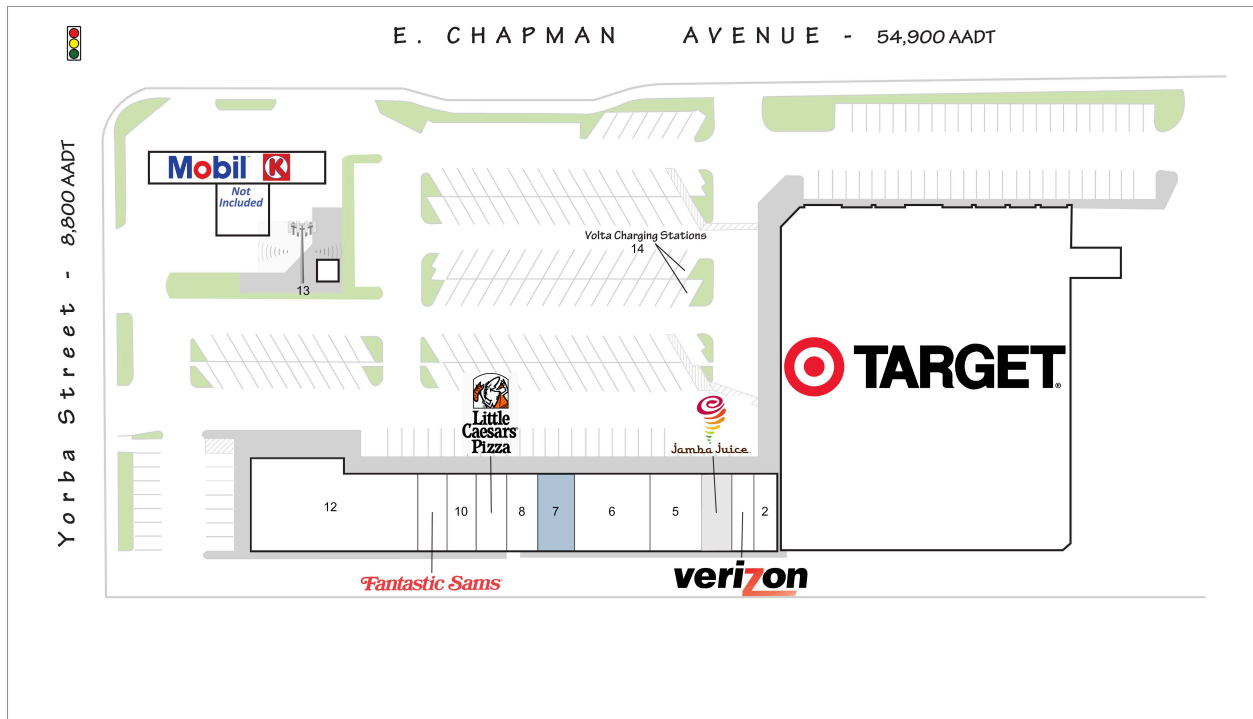 E. CHAPMAN AVENUE - 54,900 AADT
Yorba Street - 8,800 AADT
Mobil K
Not
Included
13
Volta Charging Stations
14
TARGET®
Little
Caesars
Pizza
Jamba Juice
12
10
8
7
6
5
2
Fantastic Sams
verizon